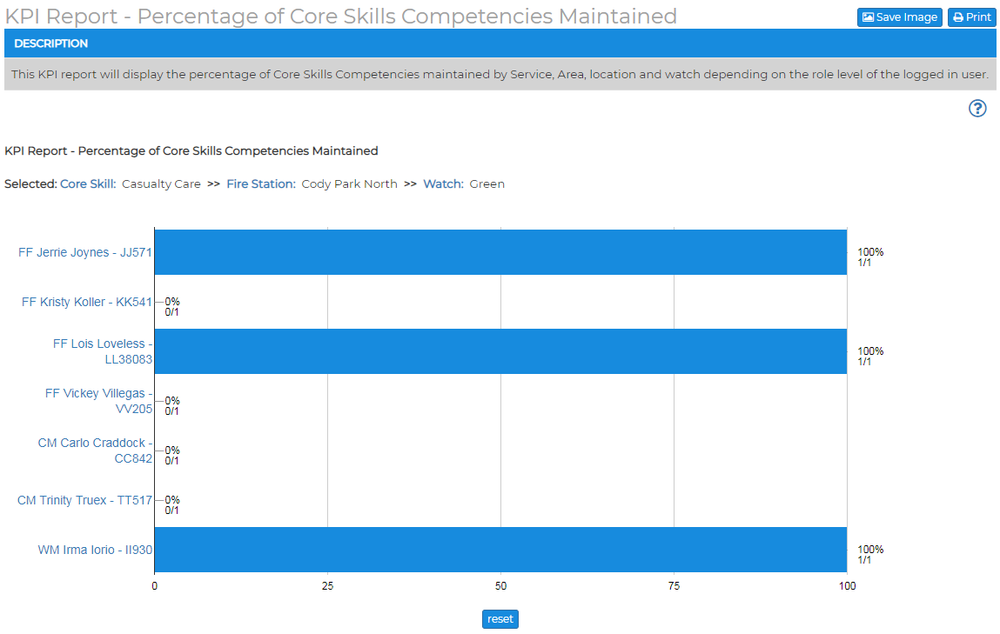 KPI Report - Percentage of Core Skills Competencies Maintained
Save Image
Print
DESCRIPTION
This KPI report will display the percentage of Core Skills Competencies maintained by Service, Area, location and watch depending on the role level of the logged in user.
?
KPI Report - Percentage of Core Skills Competencies Maintained
Selected: Core Skill: Casualty Care >> Fire Station: Cody Park North >> Watch: Green
FF Jerrie Joynes - JJ571
100%
1/1
FF Kristy Koller - KK541
0%
0/1
FF Lois Loveless -
LL38083
100%
1/1
FF Vickey Villegas -
VV205
0%
0/1
CM Carlo Craddock -
CC842
0%
0/1
CM Trinity Truex - TT517
0%
0/1
WM Irma Iorio - II930
100%
1/1
0 25 50 75 100
reset